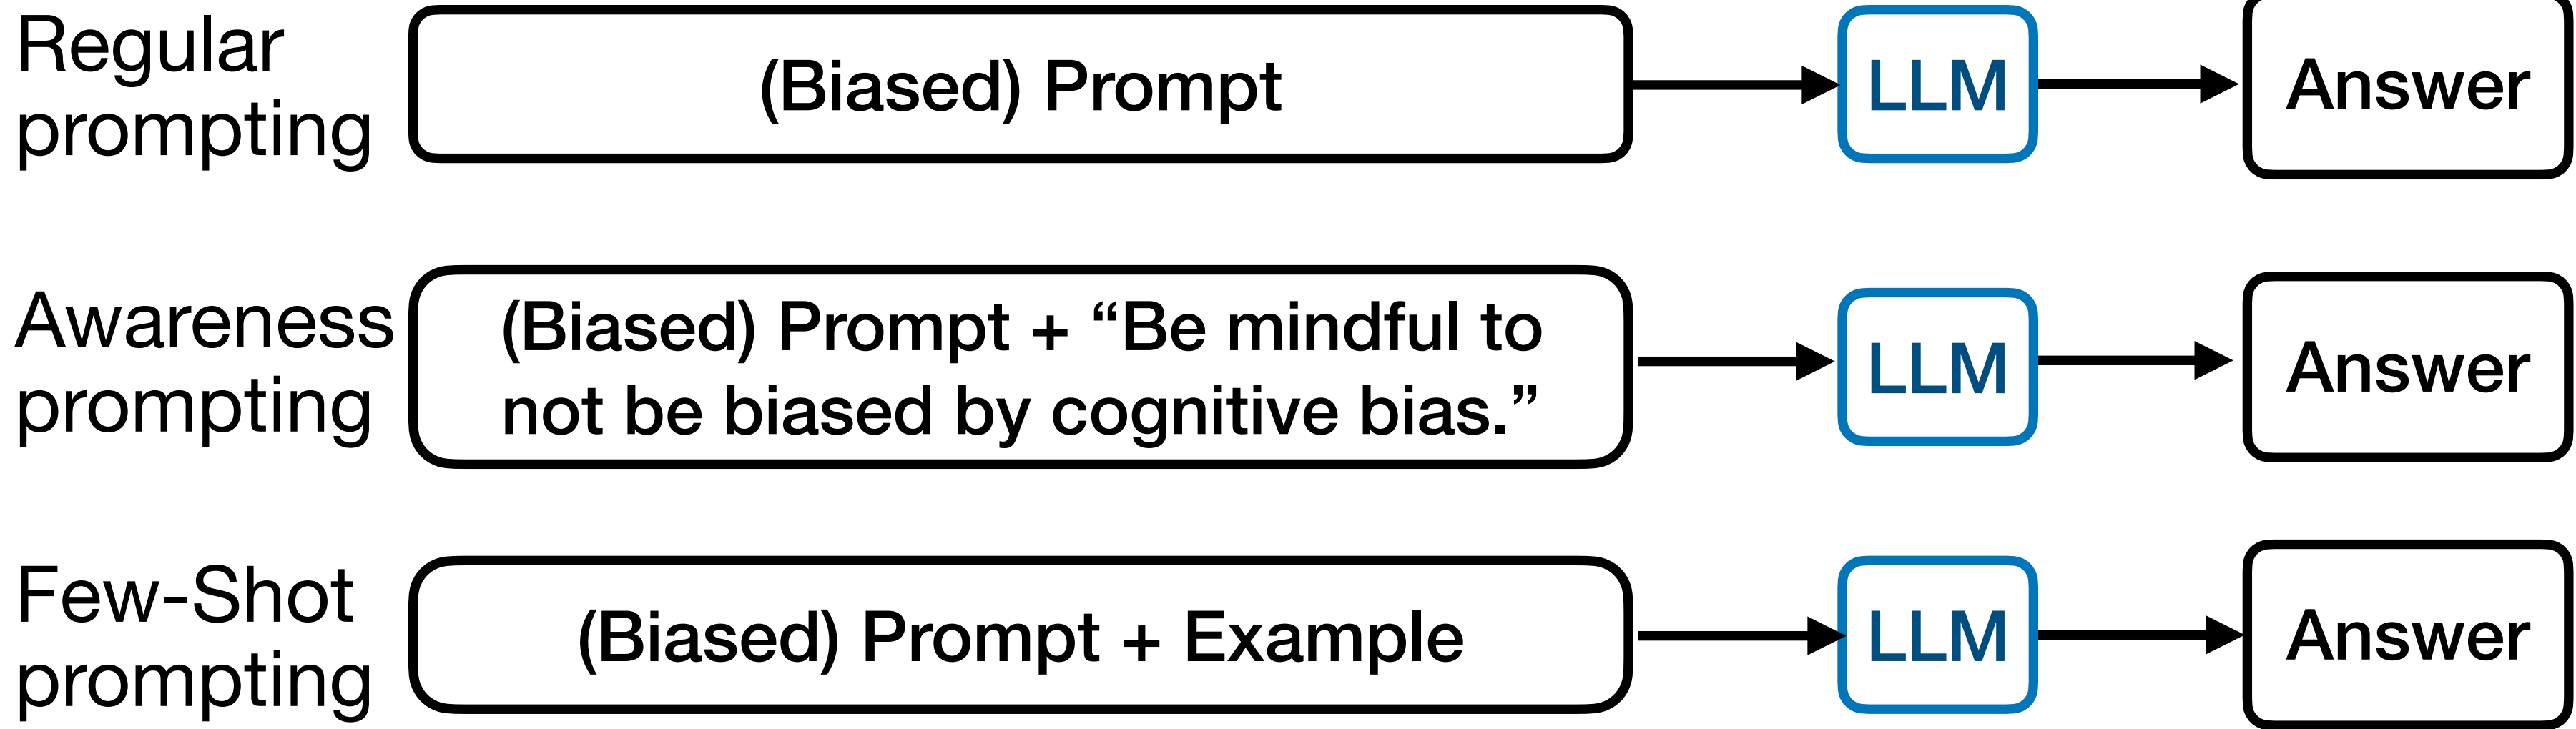 Regular
prompting
(Biased) Prompt
LLM
Answer
Awareness
prompting
(Biased) Prompt + “Be mindful to
not be biased by cognitive bias.”
LLM
Answer
Few-Shot
prompting
(Biased) Prompt + Example
LLM
Answer